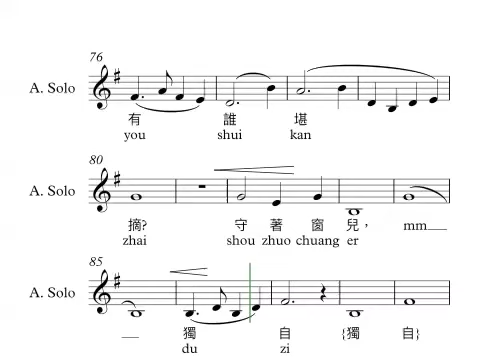 76
A. Solo
有 誰 堪
you shui kan
80
A. Solo
摘? 守 著 窗 兒, mm
zhai shou zhuo chuang er
85
A. Solo
獨 自 {獨 自}
du zi